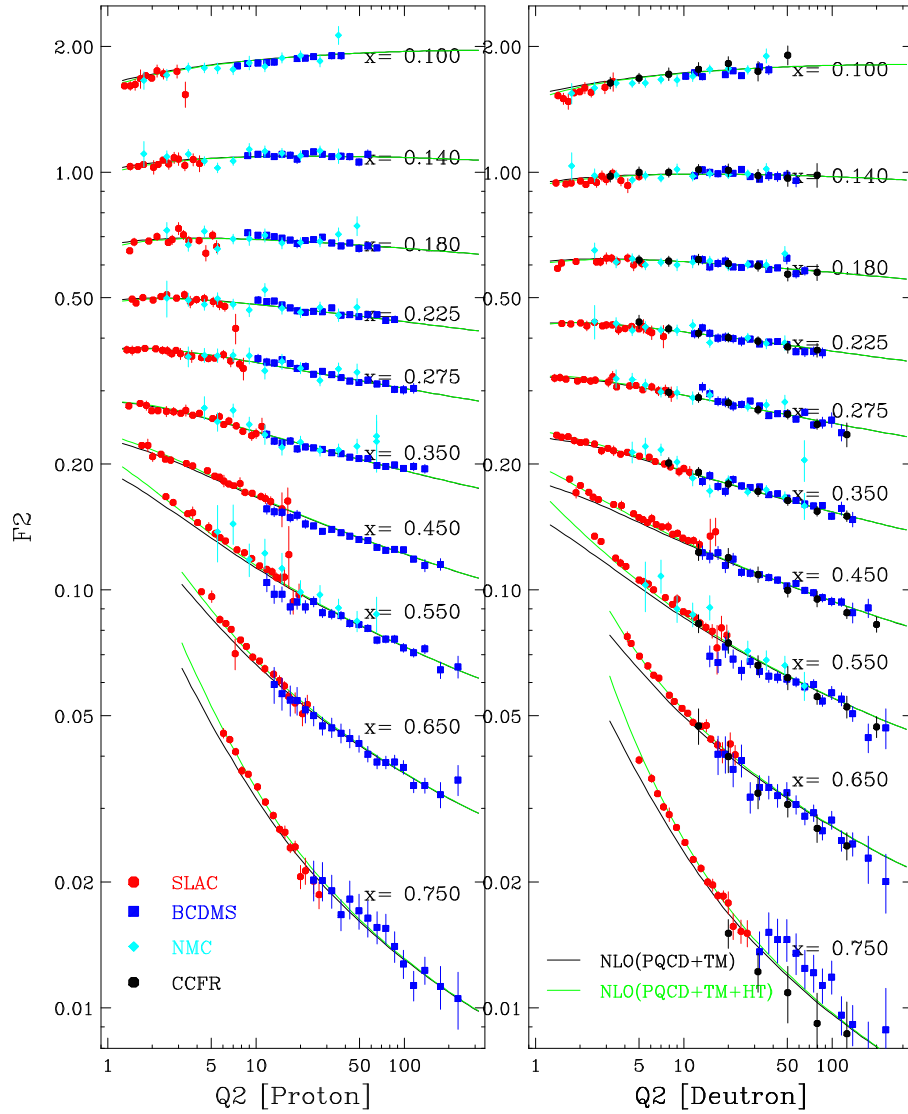 F2
2.00
1.00
0.50
0.20
0.10
0.05
0.02
0.01
x= 0.100
x= 0.140
x= 0.180
x= 0.225
x= 0.275
x= 0.350
x= 0.450
x= 0.550
x= 0.650
x= 0.750
SLAC
BCDMS
NMC
CCFR
1 5 10 50 100
Q2 [Proton]
2.00
1.00
0.50
0.20
0.10
0.05
0.02
0.01
x= 0.100
x= 0.140
x= 0.180
x= 0.225
x= 0.275
x= 0.350
x= 0.450
x= 0.550
x= 0.650
x= 0.750
NLO(PQCD+TM)
NLO(PQCD+TM+HT)
1 5 10 50 100
Q2 [Deutron]